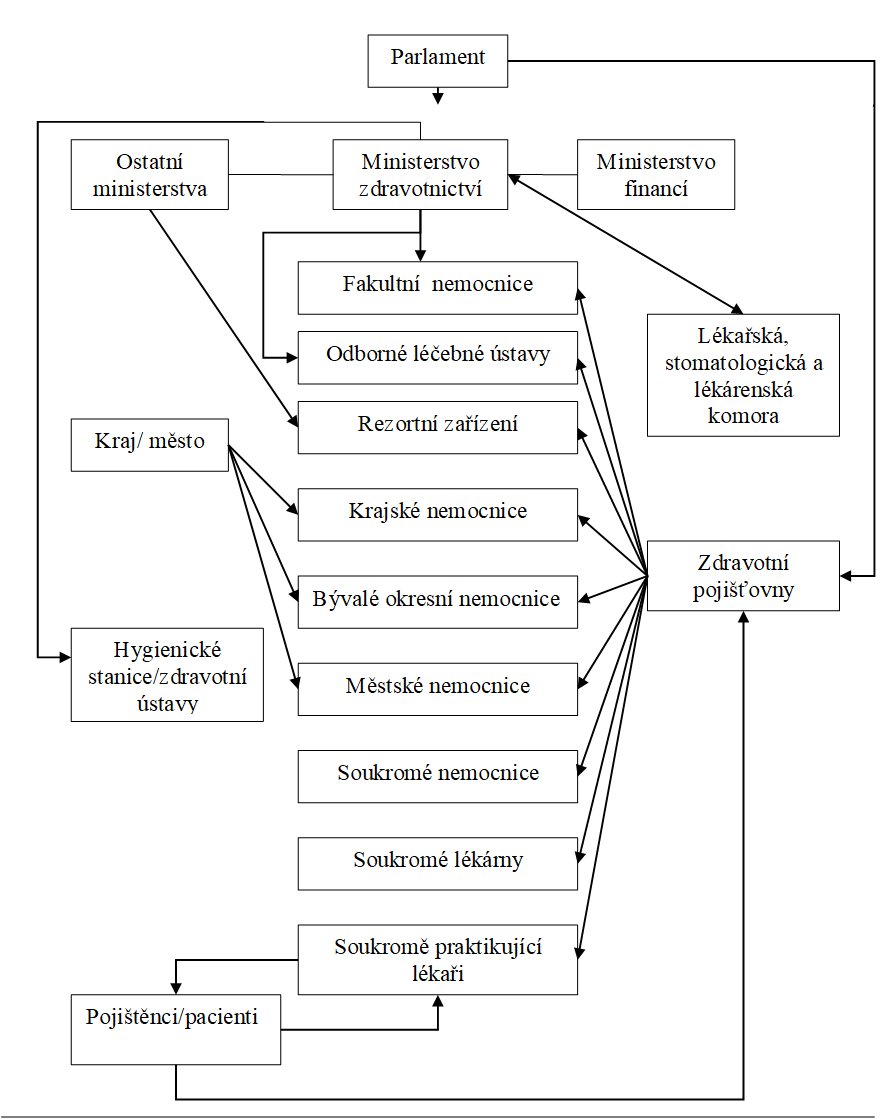 Parlament
Ostatní
ministerstva
Ministerstvo
zdravotnictví
Ministerstvo
financí
Fakultní nemocnice
Odborné léčebné ústavy
Lékařská,
stomatologická a
lékárenská
komora
Rezortní zařízení
Kraj/ město
Krajské nemocnice
Zdravotní
pojišťovny
Bývalé okresní nemocnice
Hygienické
stanice/zdravotní
ústavy
Městské nemocnice
Soukromé nemocnice
Soukromé lékárny
Soukromě praktikující
lékaři
Pojištěnci/pacienti